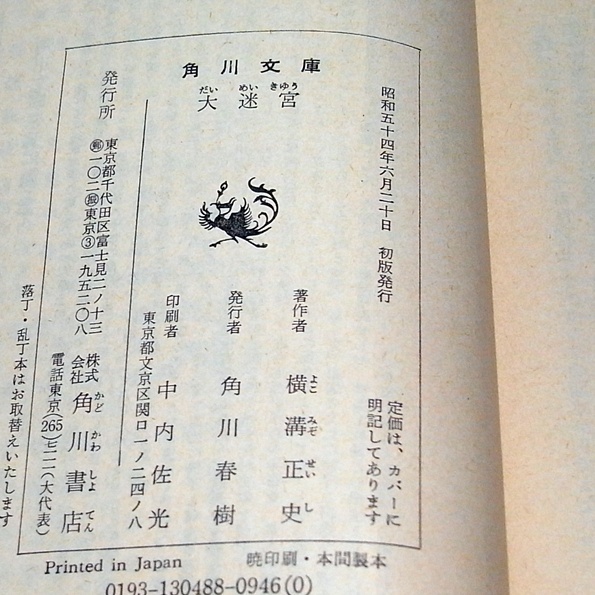 角川文庫
大迷宮
だい めい きゆう
昭和五十四年六月二十日 初版発行
定価は、カバーに
明記してあります
著作者 横溝正史
よこ みぞ せい し
発行者 角川春樹
印刷者 中内佐光
東京都文京区関口一ノ二四ノ八
発行所
東京都千代田区富士見二ノ十三
㊒一〇二 東京③一九五二〇八
株式会社 角川書店
かど かわ しよ てん
電話東京(265)七一一一(大代表)
落丁・乱丁本はお取替えいたします
Printed in Japan
暁印刷・本間製本
0193-130488-0946(0)